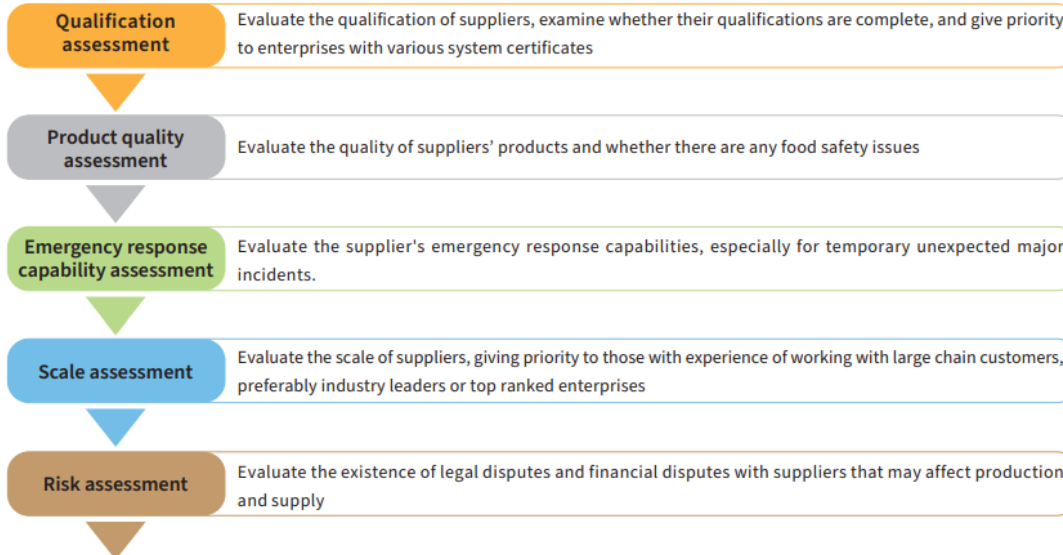 Qualification
assessment
Evaluate the qualification of suppliers, examine whether their qualifications are complete, and give priority
to enterprises with various system certificates
Product quality
assessment
Evaluate the quality of suppliers’ products and whether there are any food safety issues
Emergency response
capability assessment
Evaluate the supplier's emergency response capabilities, especially for temporary unexpected major
incidents.
Scale assessment
Evaluate the scale of suppliers, giving priority to those with experience of working with large chain customers,
preferably industry leaders or top ranked enterprises
Risk assessment
Evaluate the existence of legal disputes and financial disputes with suppliers that may affect production
and supply